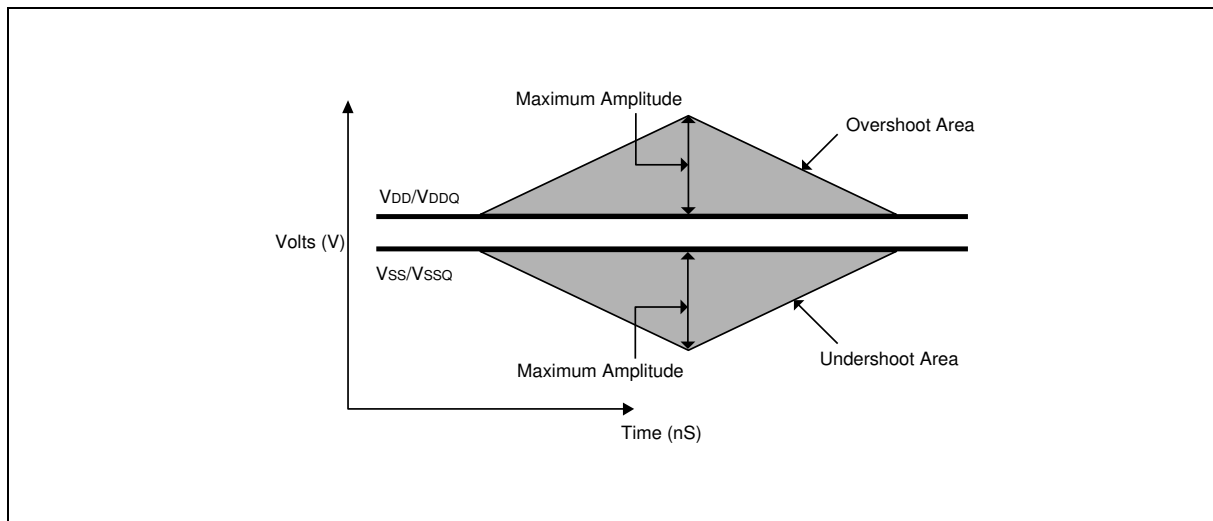 Maximum Amplitude
Overshoot Area
VDD/VDDQ
Volts (V)
VSS/VSSQ
Undershoot Area
Maximum Amplitude
Time (nS)